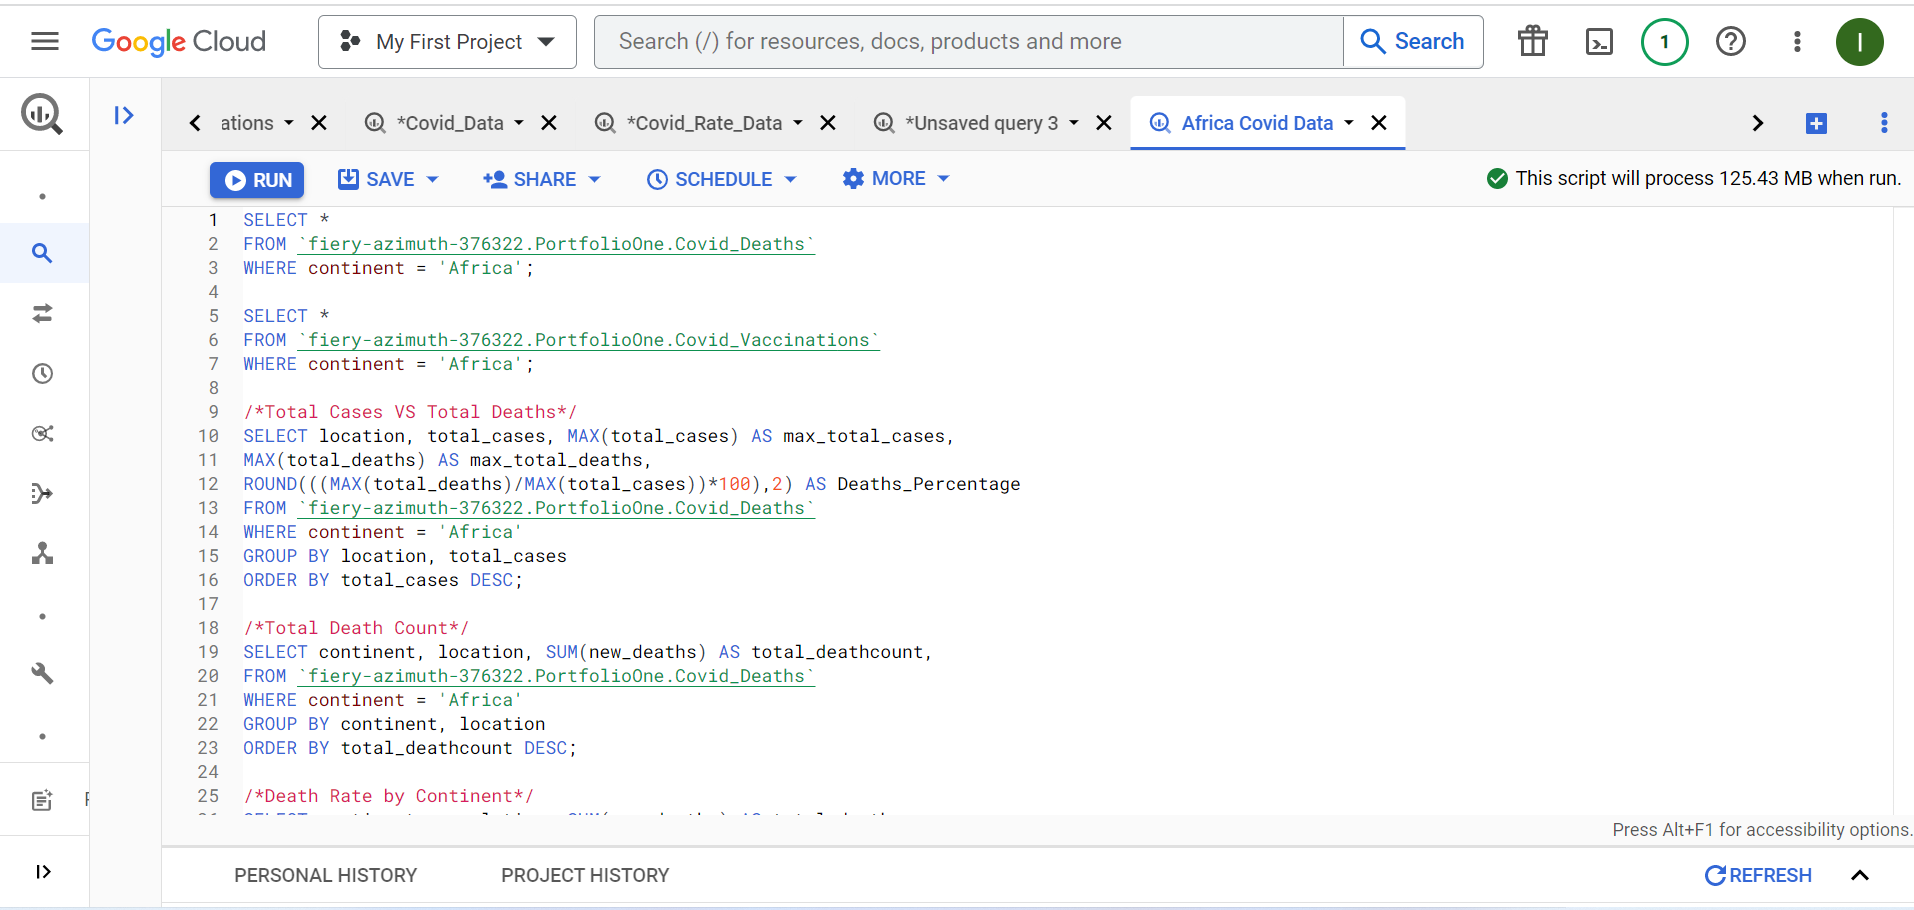 Google Cloud
My First Project
Search (/) for resources, docs, products and more
Search
1
I
ations
*Covid_Data
*Covid_Rate_Data
*Unsaved query 3
Africa Covid Data
RUN
SAVE
SHARE
SCHEDULE
MORE
This script will process 125.43 MB when run.
1 SELECT *
2 FROM `fiery-azimuth-376322.PortfolioOne.Covid_Deaths`
3 WHERE continent = 'Africa';
4
5 SELECT *
6 FROM `fiery-azimuth-376322.PortfolioOne.Covid_Vaccinations`
7 WHERE continent = 'Africa';
8
9 /*Total Cases VS Total Deaths*/
10 SELECT location, total_cases, MAX(total_cases) AS max_total_cases,
11 MAX(total_deaths) AS max_total_deaths,
12 ROUND(((MAX(total_deaths)/MAX(total_cases))*100),2) AS Deaths_Percentage
13 FROM `fiery-azimuth-376322.PortfolioOne.Covid_Deaths`
14 WHERE continent = 'Africa'
15 GROUP BY location, total_cases
16 ORDER BY total_cases DESC;
17
18 /*Total Death Count*/
19 SELECT continent, location, SUM(new_deaths) AS total_deathcount,
20 FROM `fiery-azimuth-376322.PortfolioOne.Covid_Deaths`
21 WHERE continent = 'Africa'
22 GROUP BY continent, location
23 ORDER BY total_deathcount DESC;
24
25 /*Death Rate by Continent*/
Press Alt+F1 for accessibility options.
PERSONAL HISTORY
PROJECT HISTORY
REFRESH